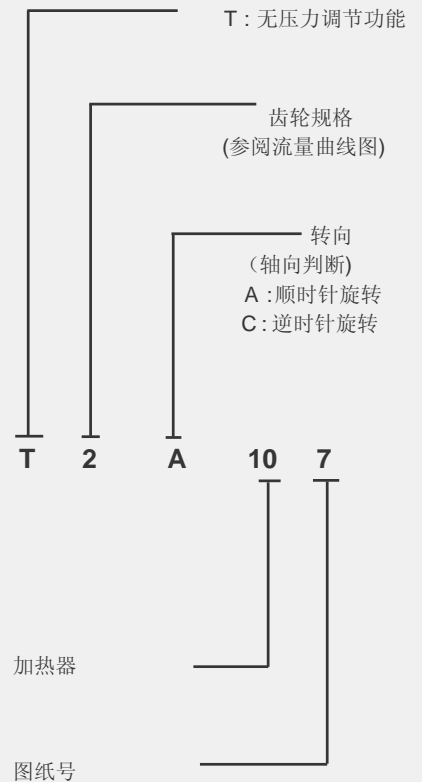 T : 无压力调节功能
齿轮规格
(参阅流量曲线图)
转向
（轴向判断)
A :顺时针旋转
C : 逆时针旋转
T 2 A 10 7
加热器
图纸号